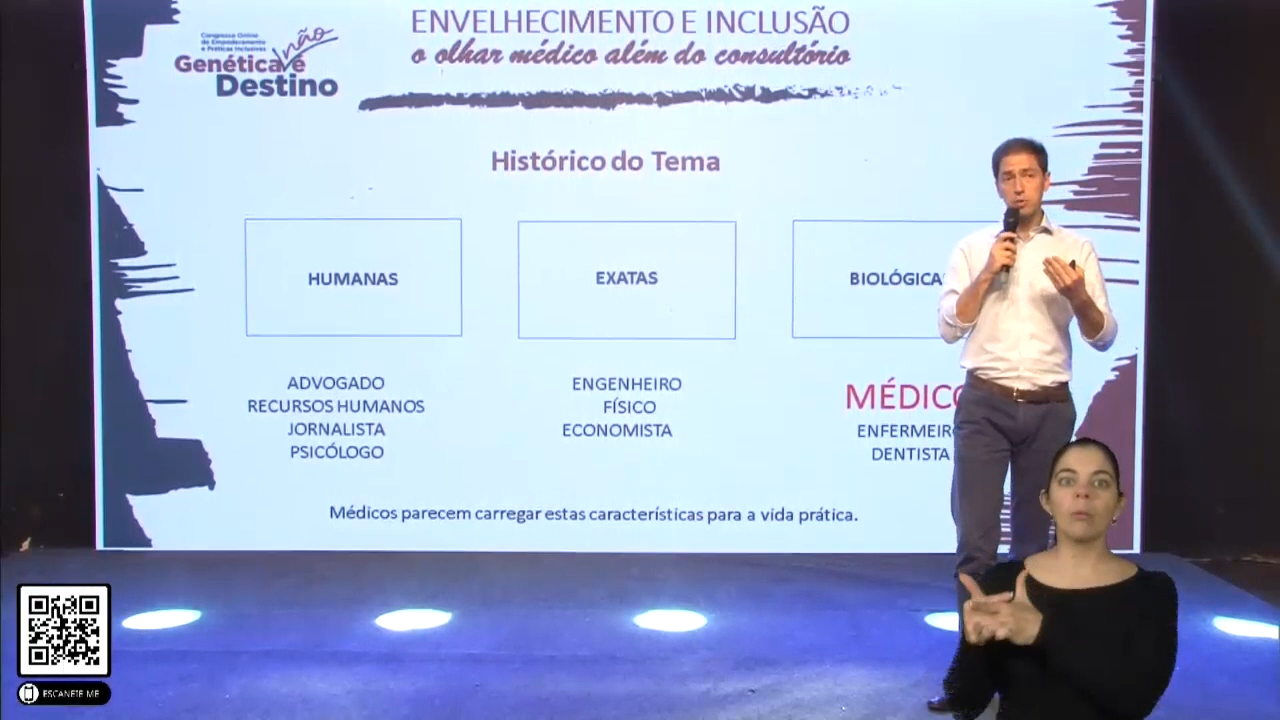 ENVELHECIMENTO E INCLUSÃO
o olhar médico além do consultório
Congresso Online
de Empoderamento
e Práticas Inclusivas
não
Genética é
Destino
Histórico do Tema
HUMANAS
EXATAS
BIOLÓGICA
ADVOGADO
RECURSOS HUMANOS
JORNALISTA
PSICÓLOGO
ENGENHEIRO
FÍSICO
ECONOMISTA
MÉDICO
ENFERMEIR
DENTISTA
Médicos parecem carregar estas características para a vida prática.
ESCANEIE ME